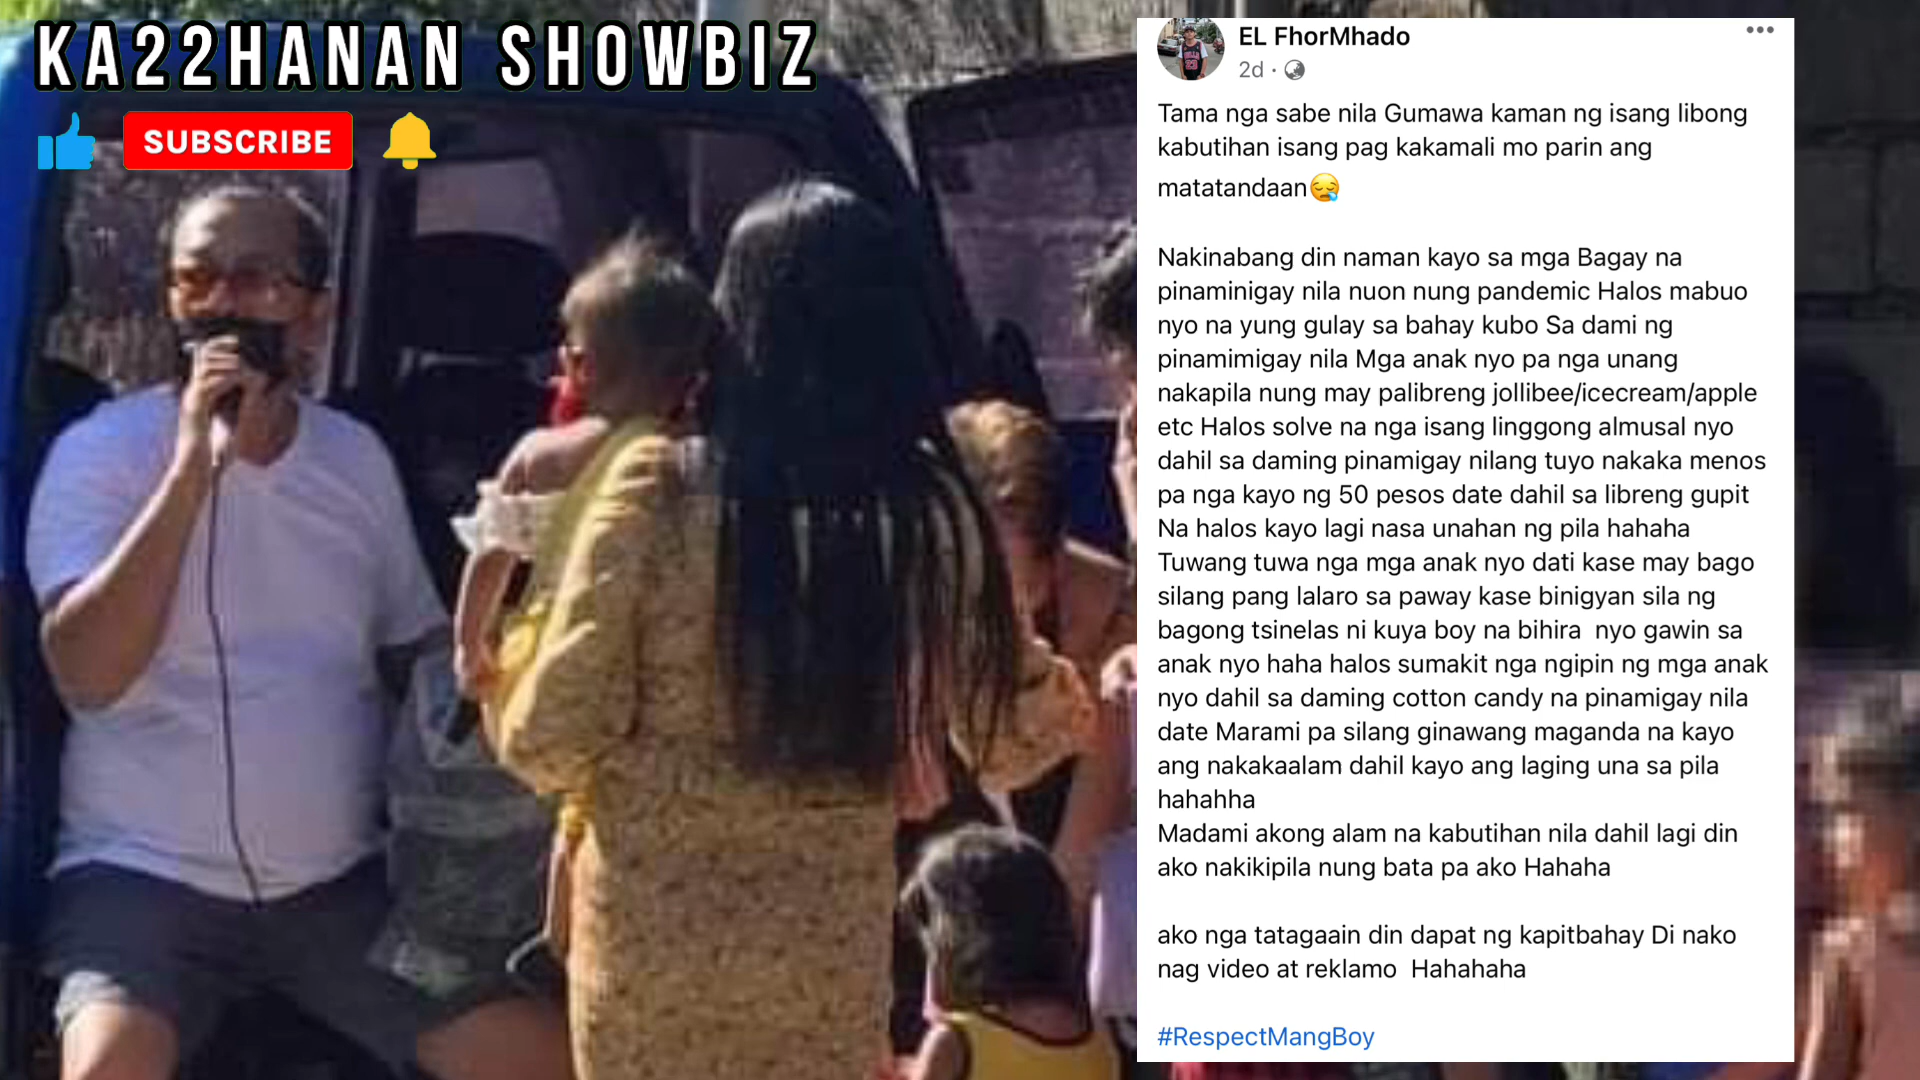 KA22HANAN SHOWBIZ
SUBSCRIBE
EL FhorMhado
2d ·
Tama nga sabe nila Gumawa kaman ng isang libong
kabutihan isang pag kakamali mo parin ang
matatandaan😪
Nakinabang din naman kayo sa mga Bagay na
pinaminigay nila nuon nung pandemic Halos mabuo
nyo na yung gulay sa bahay kubo Sa dami ng
pinamimigay nila Mga anak nyo pa nga unang
nakapila nung may palibreng jollibee/icecream/apple
etc Halos solve na nga isang linggong almusal nyo
dahil sa daming pinamigay nilang tuyo nakaka menos
pa nga kayo ng 50 pesos date dahil sa libreng gupit
Na halos kayo lagi nasa unahan ng pila hahaha
Tuwang tuwa nga mga anak nyo dati kase may bago
silang pang lalaro sa paway kase binigyan sila ng
bagong tsinelas ni kuya boy na bihira  nyo gawin sa
anak nyo haha halos sumakit nga ngipin ng mga anak
nyo dahil sa daming cotton candy na pinamigay nila
date Marami pa silang ginawang maganda na kayo
ang nakakaalam dahil kayo ang laging una sa pila
hahahha
Madami akong alam na kabutihan nila dahil lagi din
ako nakikipila nung bata pa ako Hahaha
ako nga tatagaain din dapat ng kapitbahay Di nako
nag video at reklamo  Hahahaha
#RespectMangBoy